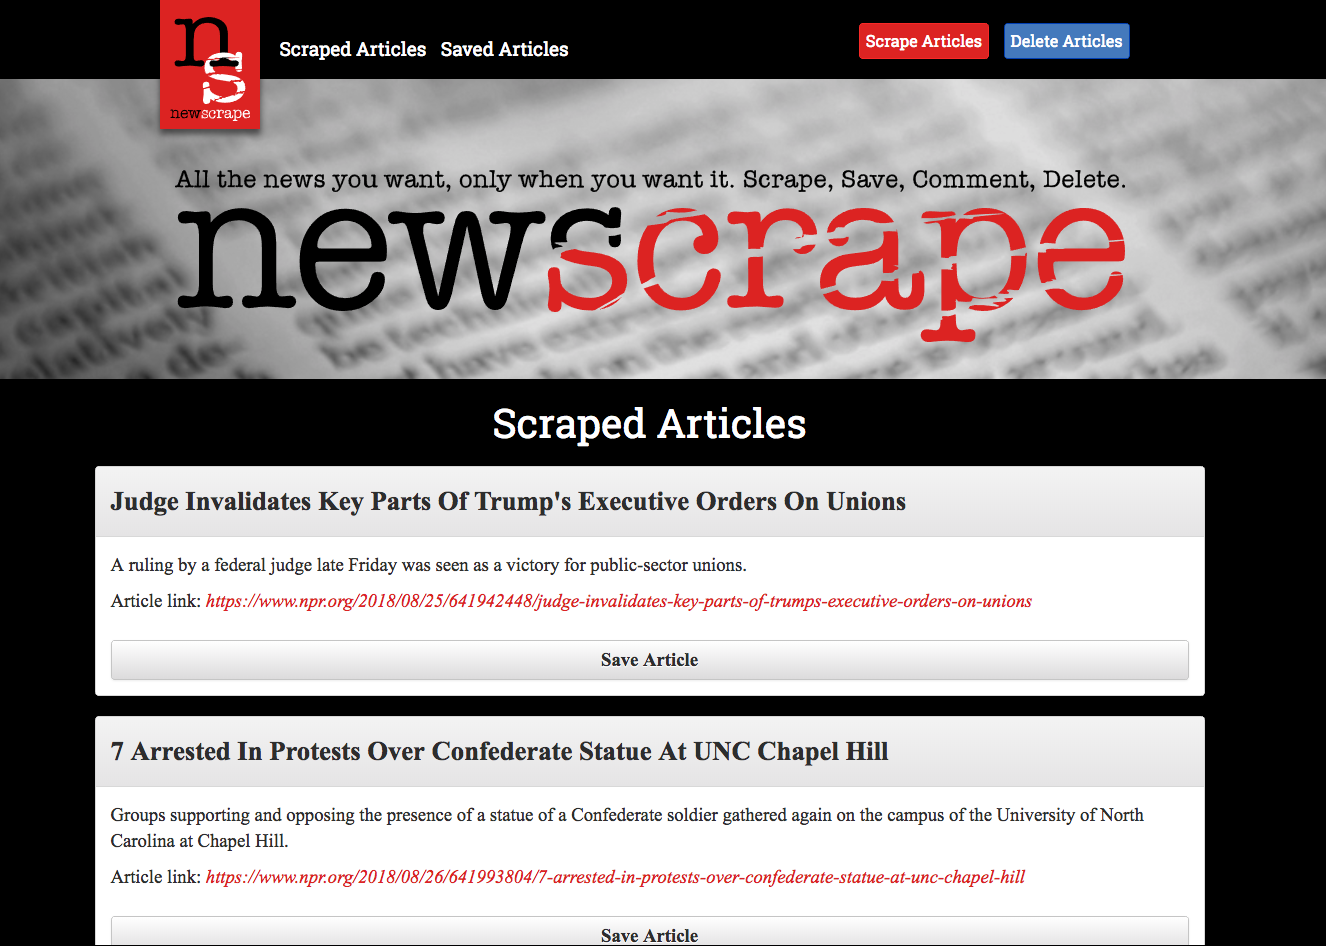 ns
newscrape
Scraped Articles Saved Articles
Scrape Articles
Delete Articles
All the news you want, only when you want it. Scrape, Save, Comment, Delete.
newscrape
Scraped Articles
Judge Invalidates Key Parts Of Trump's Executive Orders On Unions
A ruling by a federal judge late Friday was seen as a victory for public-sector unions.
Article link: https://www.npr.org/2018/08/25/641942448/judge-invalidates-key-parts-of-trumps-executive-orders-on-unions
Save Article
7 Arrested In Protests Over Confederate Statue At UNC Chapel Hill
Groups supporting and opposing the presence of a statue of a Confederate soldier gathered again on the campus of the University of North
Carolina at Chapel Hill.
Article link: https://www.npr.org/2018/08/26/641993804/7-arrested-in-protests-over-confederate-statue-at-unc-chapel-hill
Save Article